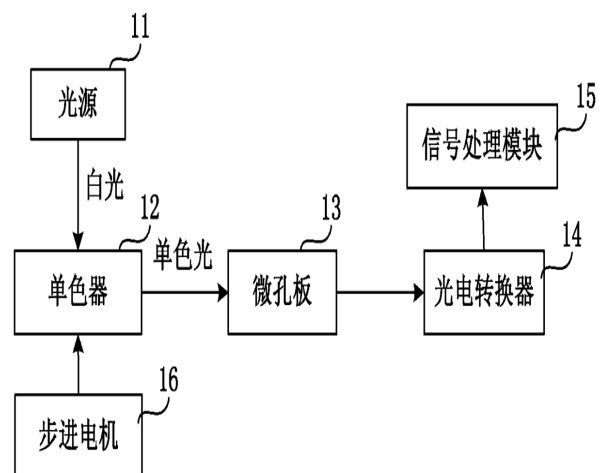 11
光源
15
信号处理模块
白光
12
单色光
13
14
单色器
微孔板
光电转换器
16
步进电机